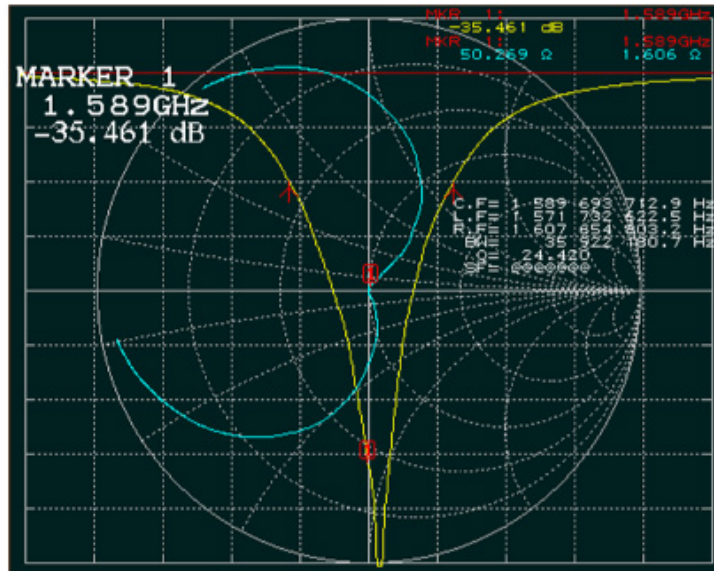 MKR 1: 1.589GHz
-35.461 dB
MKR 1: 1.589GHz
50.269 Ω 1.606 Ω
MARKER 1
1.589GHz
-35.461 dB
C.F= 1 589 693 712.9 Hz
L.F= 1 571 732 622.5 Hz
R.F= 1 607 654 803.2 Hz
BW= 35 922 180.7 Hz
Q= 24.420
1
1